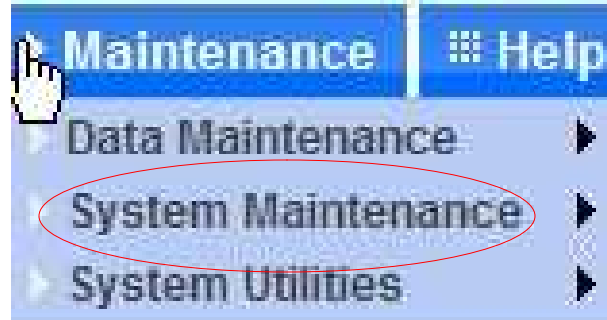 Maintenance Help
Data Maintenance
System Maintenance
System Utilities